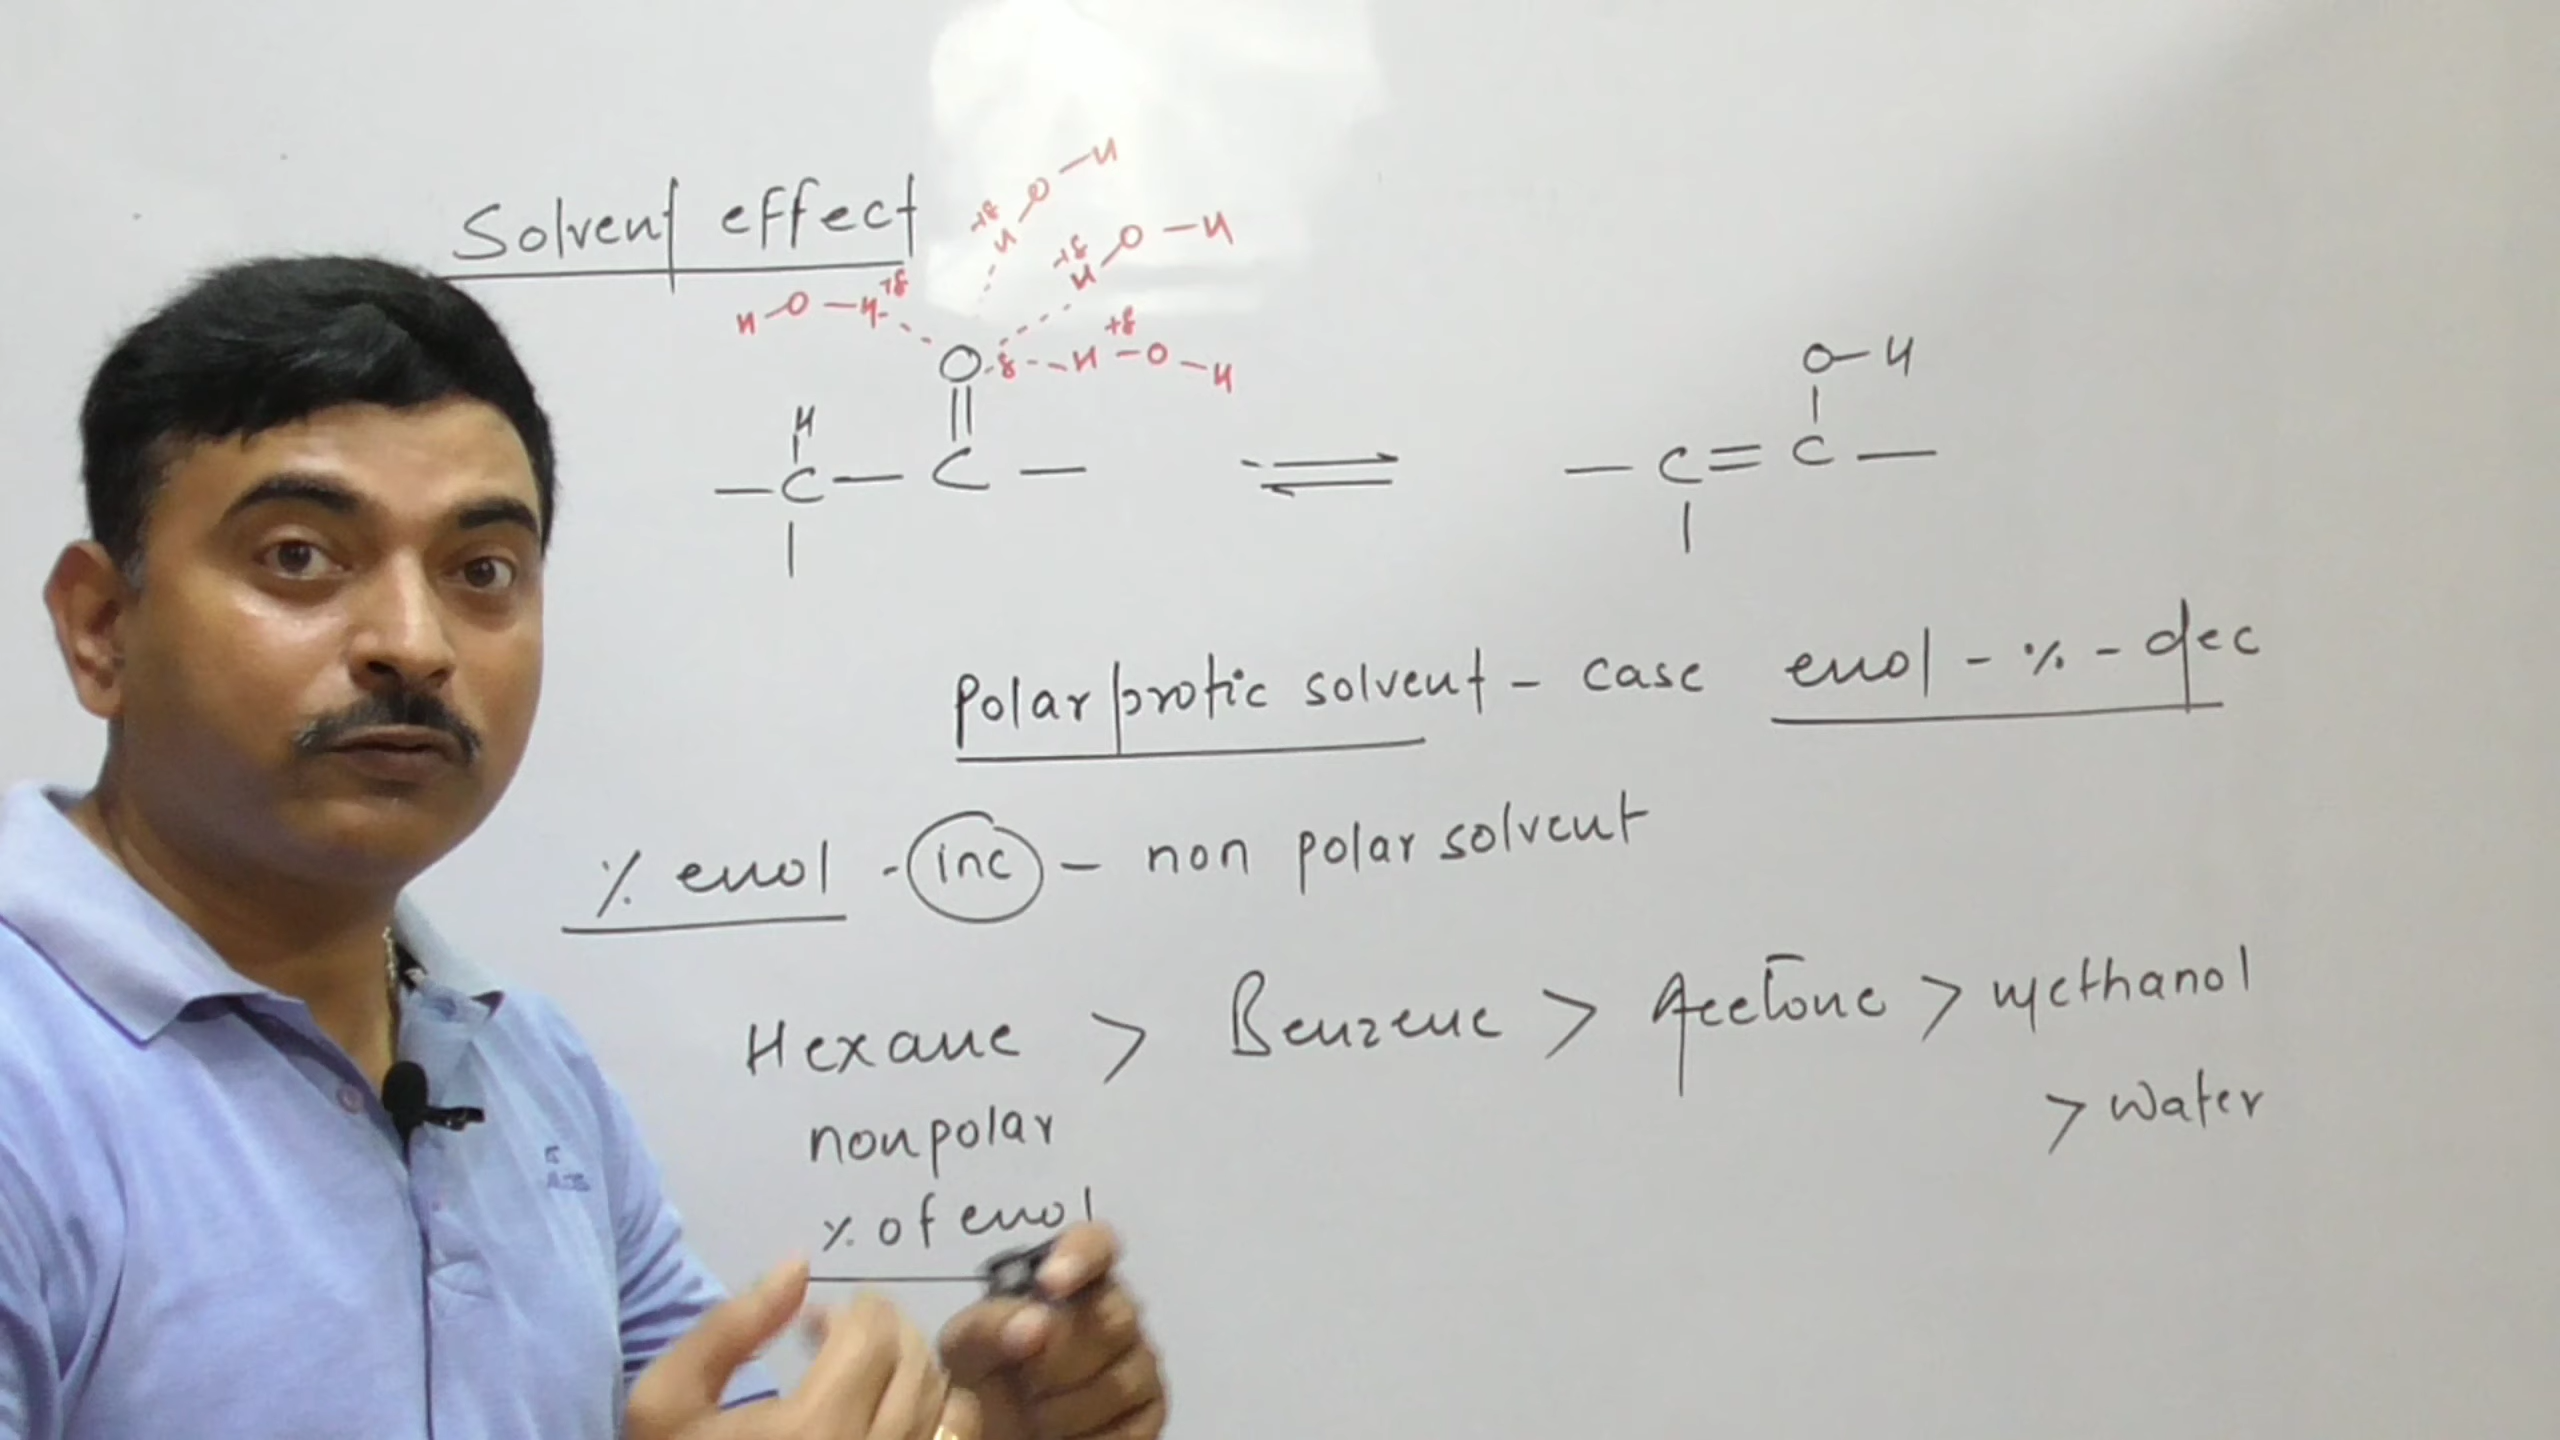 Solvent effect
H-O-H+δ
+δ H-O-H
+δ H-O-H
O-δ---H+δ-O-H
O-H
H
-C-C- ⇌ -C=C-
Polar/protic solvent - case enol - % - dec
% enol - inc - non polar solvent
Hexane > Benzene > Acetone > methanol
> water
nonpolar
% of enol